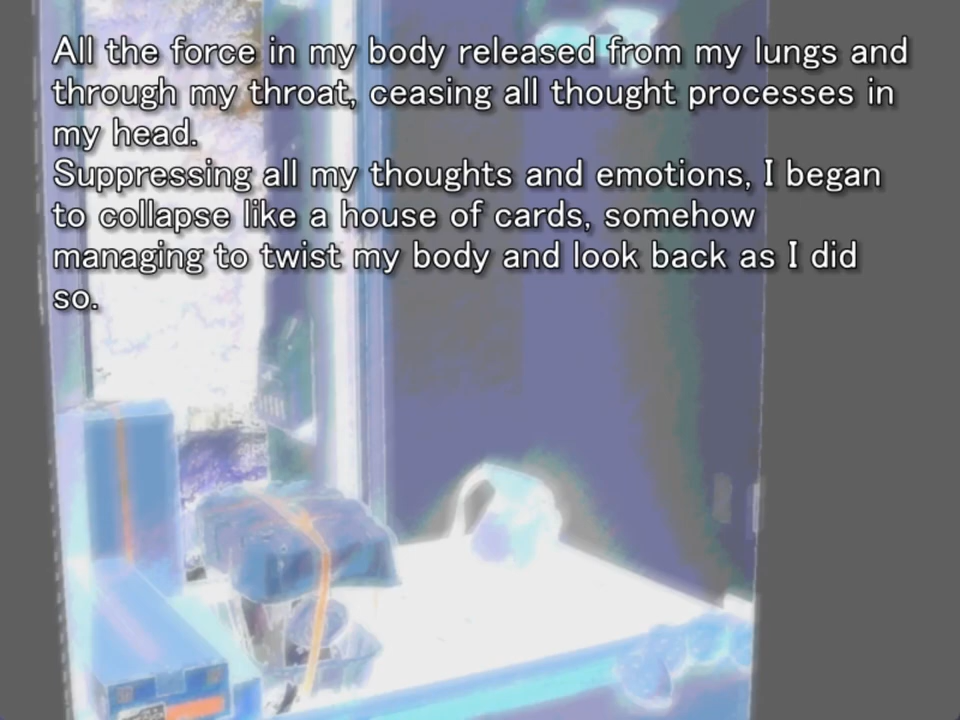 All the force in my body released from my lungs and
through my throat, ceasing all thought processes in
my head.
Suppressing all my thoughts and emotions, I began
to collapse like a house of cards, somehow
managing to twist my body and look back as I did
so.